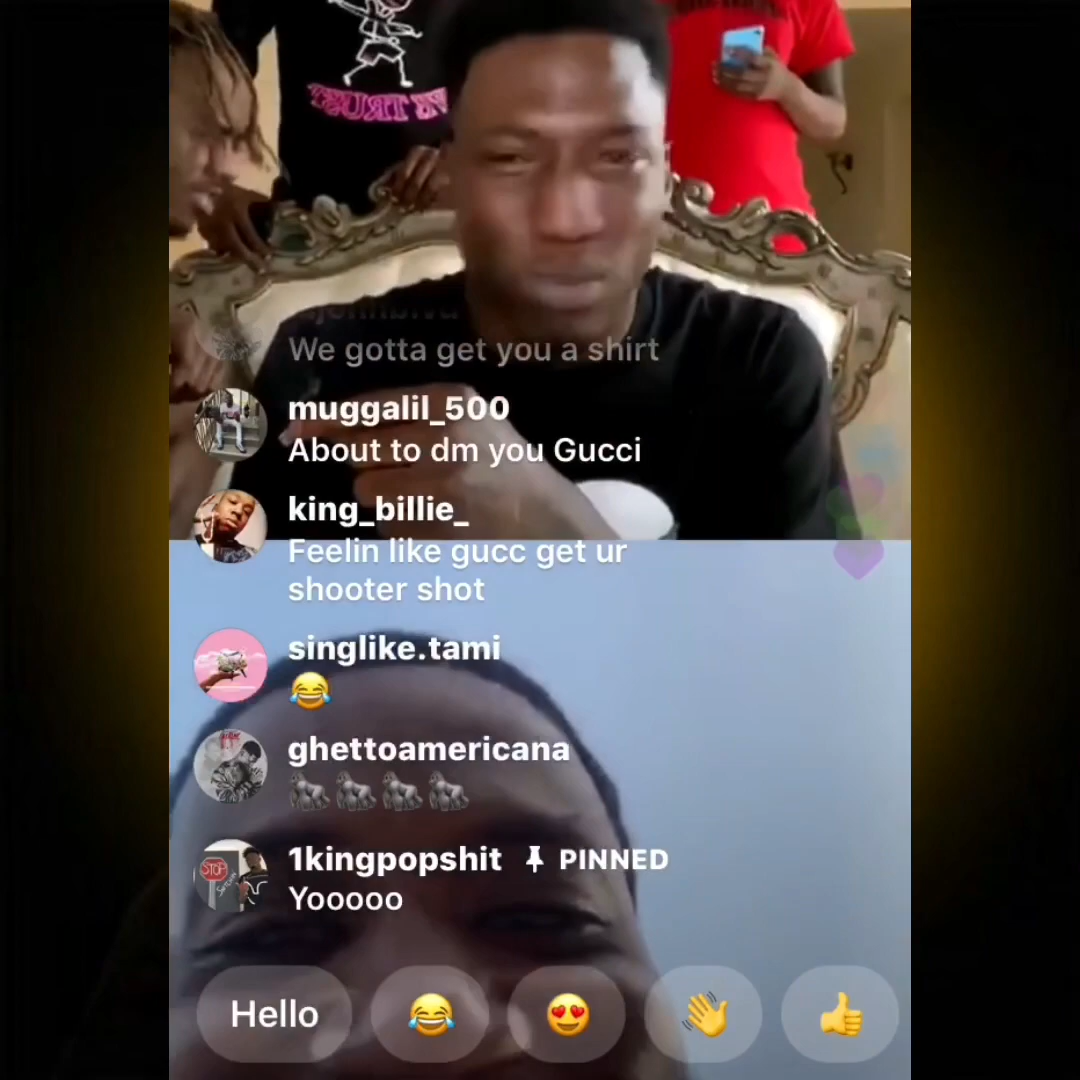 We gotta get you a shirt
muggalil_500
About to dm you Gucci
king_billie_
Feelin like gucc get ur
shooter shot
singlike.tami
😂
ghettoamericana
🦍🦍🦍🦍
1kingpopshit PINNED
Yooooo
STOP
Hello 😂 😍 👋 👍